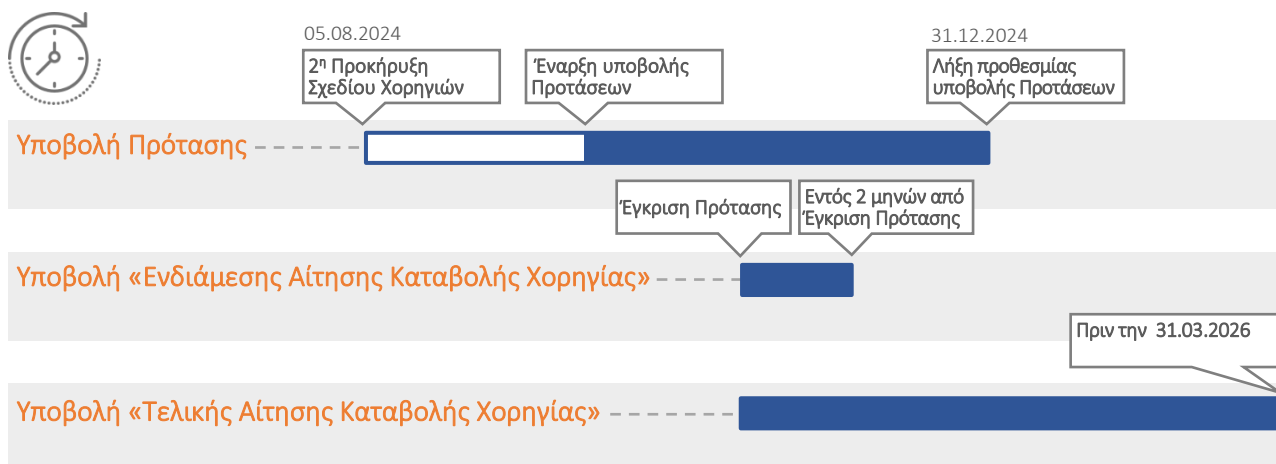 05.08.2024
31.12.2024
2η Προκήρυξη
Σχεδίου Χορηγιών
Έναρξη υποβολής
Προτάσεων
Λήξη προθεσμίας
υποβολής Προτάσεων
Υποβολή Πρότασης
Έγκριση Πρότασης
Εντός 2 μηνών από
Έγκριση Πρότασης
Υποβολή «Ενδιάμεσης Αίτησης Καταβολής Χορηγίας»
Πριν την 31.03.2026
Υποβολή «Τελικής Αίτησης Καταβολής Χορηγίας»